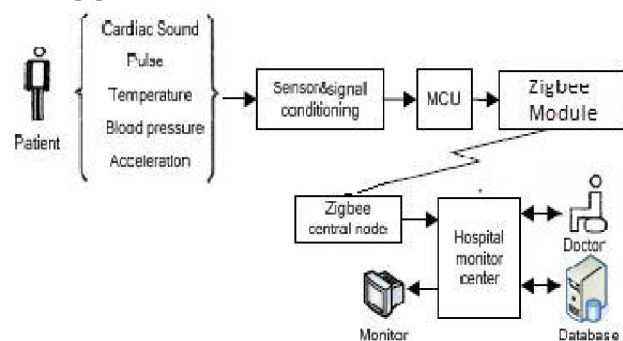 Cardiac Sound
Pulse
Temperature
Blood pressure
Acceleration
Patient
Sensor&signal
conditioning
MCU
Zigbee
Module
Zigbee
central node
Hospital
monitor
center
Doctor
Monitor
Database